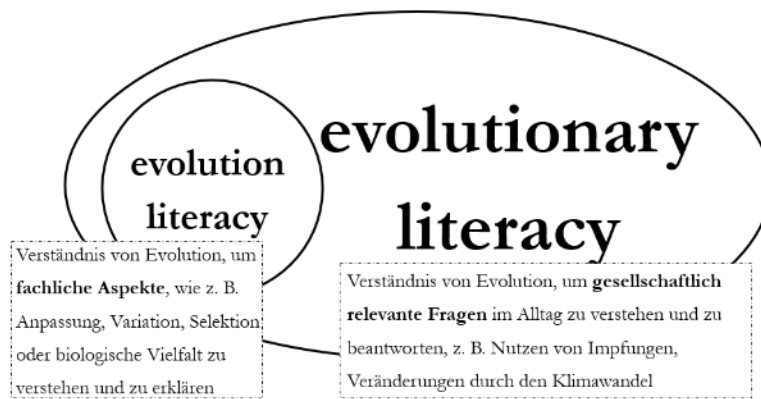 evolution
literacy
evolutionary
literacy
Verständnis von Evolution, um
fachliche Aspekte, wie z. B.
Anpassung, Variation, Selektion
oder biologische Vielfalt zu
verstehen und zu erklären
Verständnis von Evolution, um gesellschaftlich
relevante Fragen im Alltag zu verstehen und zu
beantworten, z. B. Nutzen von Impfungen,
Veränderungen durch den Klimawandel